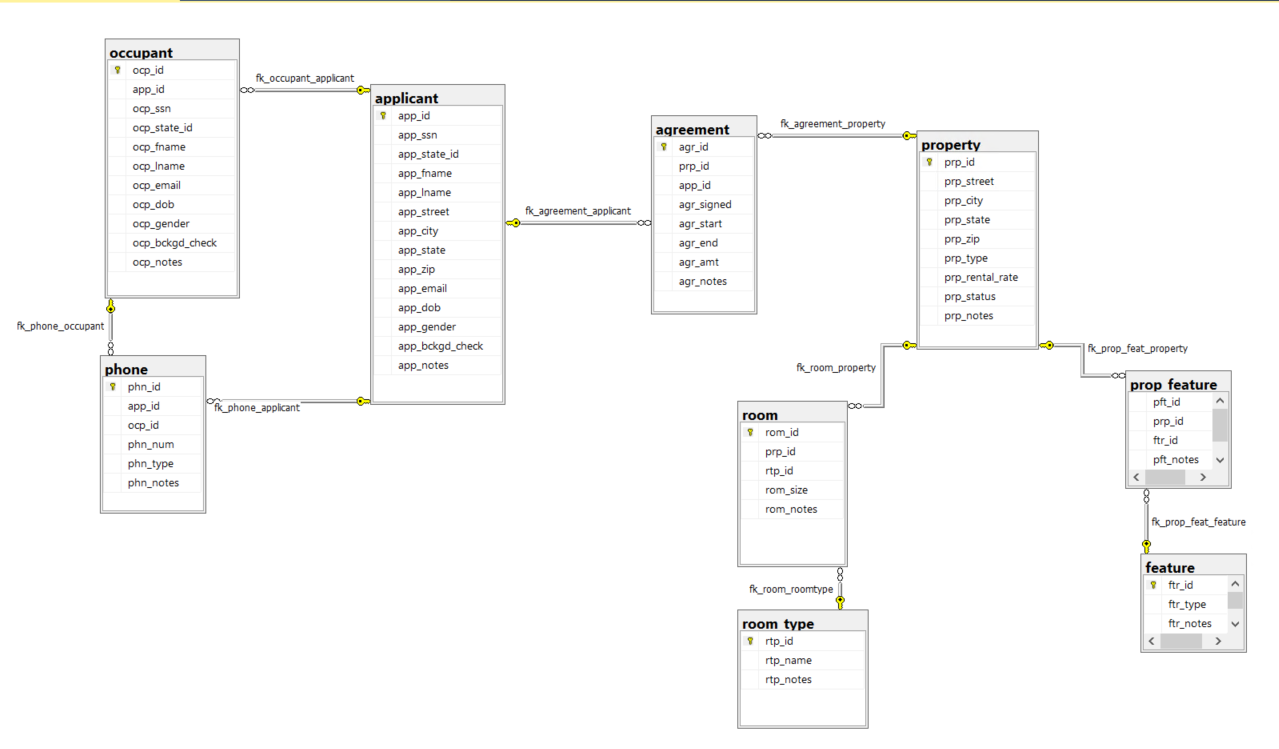 occupant
ocp_id
app_id
ocp_ssn
ocp_state_id
ocp_fname
ocp_lname
ocp_email
ocp_dob
ocp_gender
ocp_bckgd_check
ocp_notes
fk_occupant_applicant
applicant
app_id
app_ssn
app_state_id
app_fname
app_lname
app_street
app_city
app_state
app_zip
app_email
app_dob
app_gender
app_bckgd_check
app_notes
fk_phone_occupant
phone
phn_id
app_id
ocp_id
phn_num
phn_type
phn_notes
fk_phone_applicant
fk_agreement_applicant
agreement
agr_id
prp_id
app_id
agr_signed
agr_start
agr_end
agr_amt
agr_notes
fk_agreement_property
property
prp_id
prp_street
prp_city
prp_state
prp_zip
prp_type
prp_rental_rate
prp_status
prp_notes
fk_room_property
room
rom_id
prp_id
rtp_id
rom_size
rom_notes
fk_room_roomtype
room_type
rtp_id
rtp_name
rtp_notes
fk_prop_feat_property
prop_feature
pft_id
prp_id
ftr_id
pft_notes
fk_prop_feat_feature
feature
ftr_id
ftr_type
ftr_notes